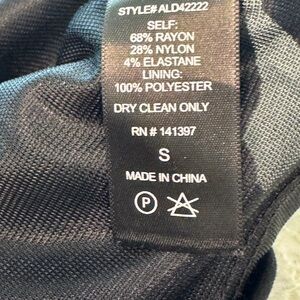 STYLE# ALD42222
SELF:
68% RAYON
28% NYLON
4% ELASTANE
LINING:
100% POLYESTER
DRY CLEAN ONLY
RN # 141397
S
MADE IN CHINA
P